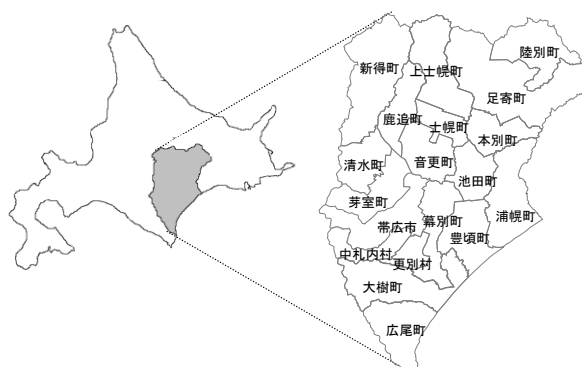 陸別町
新得町
上士幌町
足寄町
鹿追町
士幌町
本別町
清水町
音更町
池田町
芽室町
浦幌町
幕別町
帯広市
豊頃町
中札内村
更別村
大樹町
広尾町